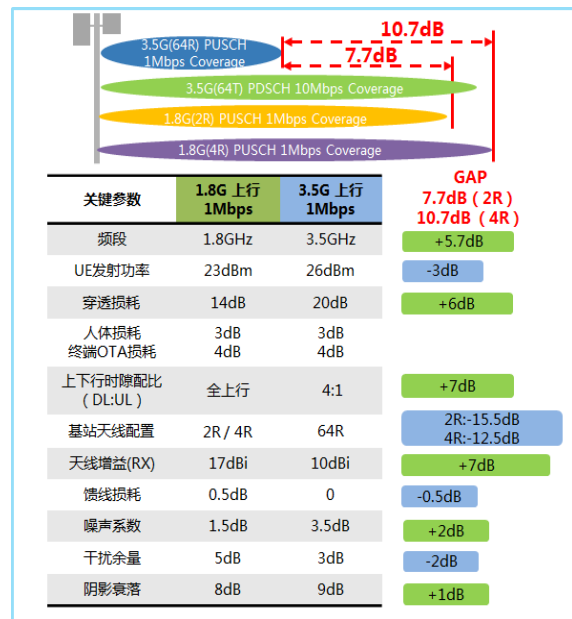 10.7dB
3.5G(64R) PUSCH
1Mbps Coverage
7.7dB
3.5G(64T) PDSCH 10Mbps Coverage
1.8G(2R) PUSCH 1Mbps Coverage
1.8G(4R) PUSCH 1Mbps Coverage
关键参数
1.8G 上行
1Mbps
3.5G 上行
1Mbps
GAP
7.7dB（2R）
10.7dB（4R）
频段 1.8GHz 3.5GHz +5.7dB
UE发射功率 23dBm 26dBm -3dB
穿透损耗 14dB 20dB +6dB
人体损耗 3dB 3dB
终端OTA损耗 4dB 4dB
上下行时隙配比
（DL:UL）
全上行 4:1 +7dB
基站天线配置 2R / 4R 64R
2R:-15.5dB
4R:-12.5dB
天线增益(RX) 17dBi 10dBi +7dB
馈线损耗 0.5dB 0 -0.5dB
噪声系数 1.5dB 3.5dB +2dB
干扰余量 5dB 3dB -2dB
阴影衰落 8dB 9dB +1dB